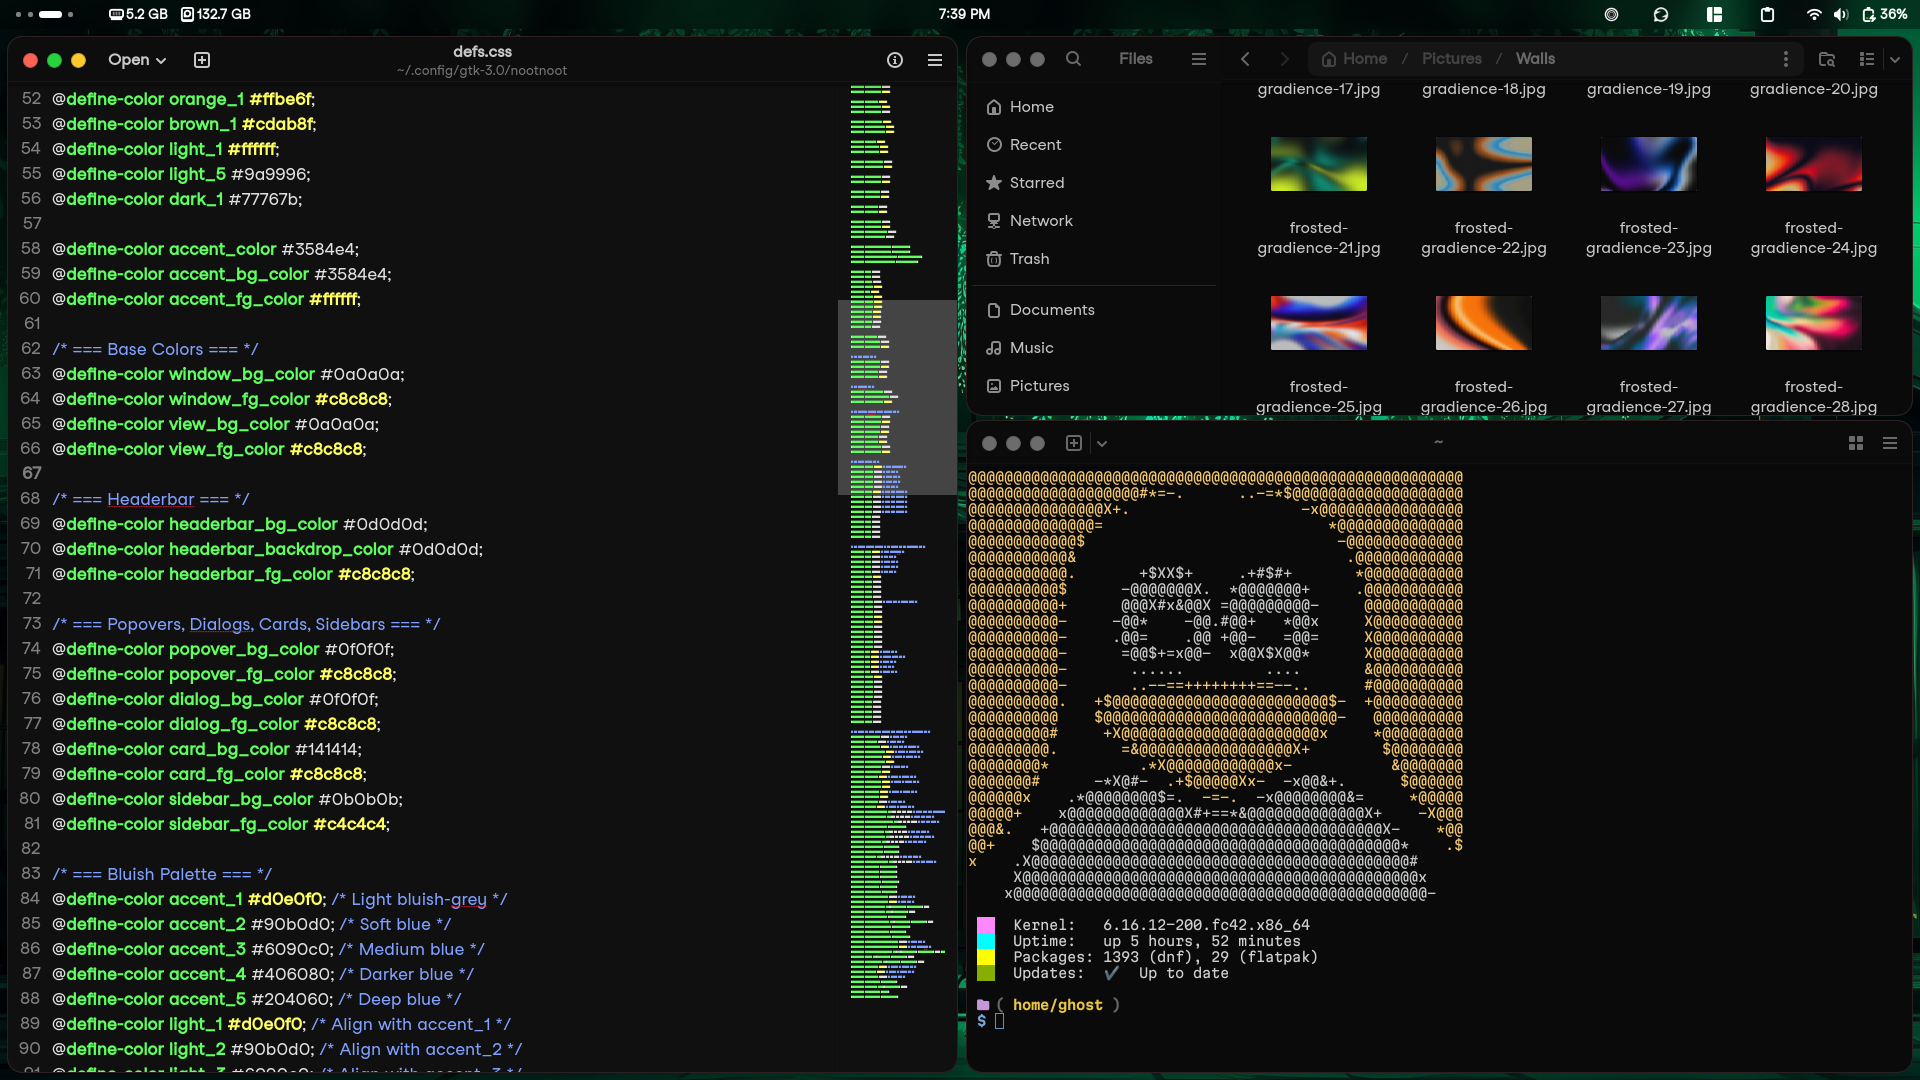 5.2 GB 132.7 GB
7:39 PM
36%
Open
defs.css
~/.config/gtk-3.0/nootnoot
52 @define-color orange_1 #ffbe6f;
53 @define-color brown_1 #cdab8f;
54 @define-color light_1 #ffffff;
55 @define-color light_5 #9a9996;
56 @define-color dark_1 #77767b;
57
58 @define-color accent_color #3584e4;
59 @define-color accent_bg_color #3584e4;
60 @define-color accent_fg_color #ffffff;
61
62 /* === Base Colors === */
63 @define-color window_bg_color #0a0a0a;
64 @define-color window_fg_color #c8c8c8;
65 @define-color view_bg_color #0a0a0a;
66 @define-color view_fg_color #c8c8c8;
67
68 /* === Headerbar === */
69 @define-color headerbar_bg_color #0d0d0d;
70 @define-color headerbar_backdrop_color #0d0d0d;
71 @define-color headerbar_fg_color #c8c8c8;
72
73 /* === Popovers, Dialogs, Cards, Sidebars === */
74 @define-color popover_bg_color #0f0f0f;
75 @define-color popover_fg_color #c8c8c8;
76 @define-color dialog_bg_color #0f0f0f;
77 @define-color dialog_fg_color #c8c8c8;
78 @define-color card_bg_color #141414;
79 @define-color card_fg_color #c8c8c8;
80 @define-color sidebar_bg_color #0b0b0b;
81 @define-color sidebar_fg_color #c4c4c4;
82
83 /* === Bluish Palette === */
84 @define-color accent_1 #d0e0f0; /* Light bluish-grey */
85 @define-color accent_2 #90b0d0; /* Soft blue */
86 @define-color accent_3 #6090c0; /* Medium blue */
87 @define-color accent_4 #406080; /* Darker blue */
88 @define-color accent_5 #204060; /* Deep blue */
89 @define-color light_1 #d0e0f0; /* Align with accent_1 */
90 @define-color light_2 #90b0d0; /* Align with accent_2 */
Files
Home / Pictures / Walls
Home
Recent
Starred
Network
Trash
Documents
Music
Pictures
gradience-17.jpg gradience-18.jpg gradience-19.jpg gradience-20.jpg
frosted- frosted- frosted- frosted-
gradience-21.jpg gradience-22.jpg gradience-23.jpg gradience-24.jpg
frosted- frosted- frosted- frosted-
gradience-25.jpg gradience-26.jpg gradience-27.jpg gradience-28.jpg
~
Kernel: 6.16.12-200.fc42.x86_64
Uptime: up 5 hours, 52 minutes
Packages: 1393 (dnf), 29 (flatpak)
Updates: ✔ Up to date
( home/ghost )
$